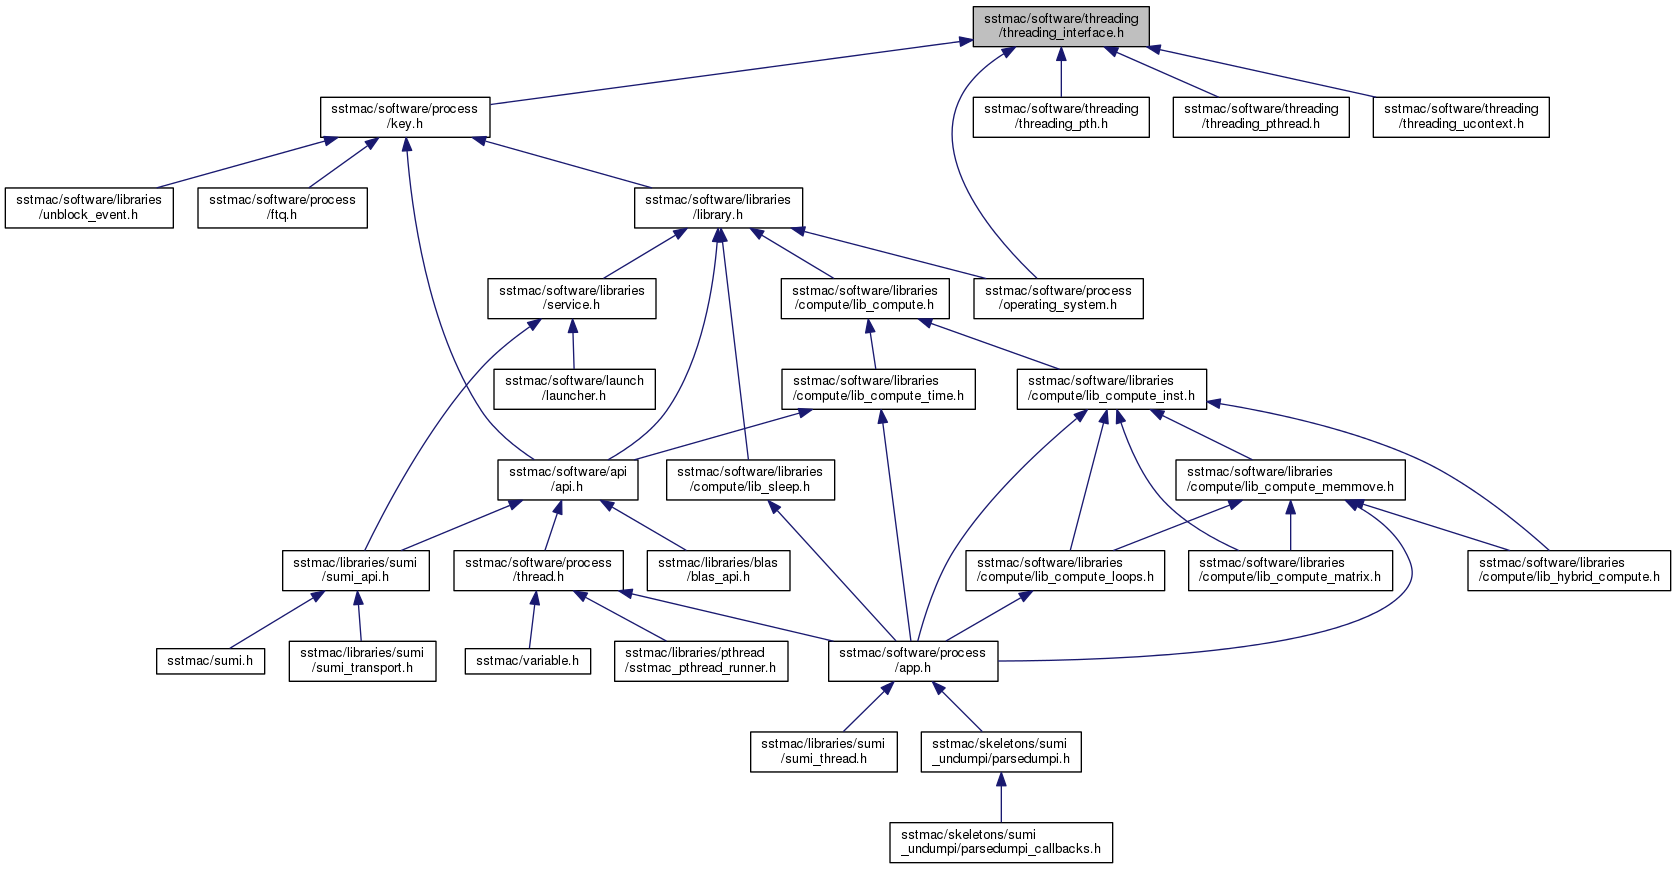 sstmac/software/threading
/threading_interface.h
sstmac/software/process
/key.h
sstmac/software/threading
/threading_pth.h
sstmac/software/threading
/threading_pthread.h
sstmac/software/threading
/threading_ucontext.h
sstmac/software/libraries
/unblock_event.h
sstmac/software/process
/ftq.h
sstmac/software/libraries
/library.h
sstmac/software/libraries
/service.h
sstmac/software/libraries
/compute/lib_compute.h
sstmac/software/process
/operating_system.h
sstmac/software/launch
/launcher.h
sstmac/software/libraries
/compute/lib_compute_time.h
sstmac/software/libraries
/compute/lib_compute_inst.h
sstmac/software/api
/api.h
sstmac/software/libraries
/compute/lib_sleep.h
sstmac/software/libraries
/compute/lib_compute_memmove.h
sstmac/libraries/sumi
/sumi_api.h
sstmac/software/process
/thread.h
sstmac/libraries/blas
/blas_api.h
sstmac/software/libraries
/compute/lib_compute_loops.h
sstmac/software/libraries
/compute/lib_compute_matrix.h
sstmac/software/libraries
/compute/lib_hybrid_compute.h
sstmac/sumi.h
sstmac/libraries/sumi
/sumi_transport.h
sstmac/variable.h
sstmac/libraries/pthread
/sstmac_pthread_runner.h
sstmac/software/process
/app.h
sstmac/libraries/sumi
/sumi_thread.h
sstmac/skeletons/sumi
_undumpi/parsedumpi.h
sstmac/skeletons/sumi
_undumpi/parsedumpi_callbacks.h